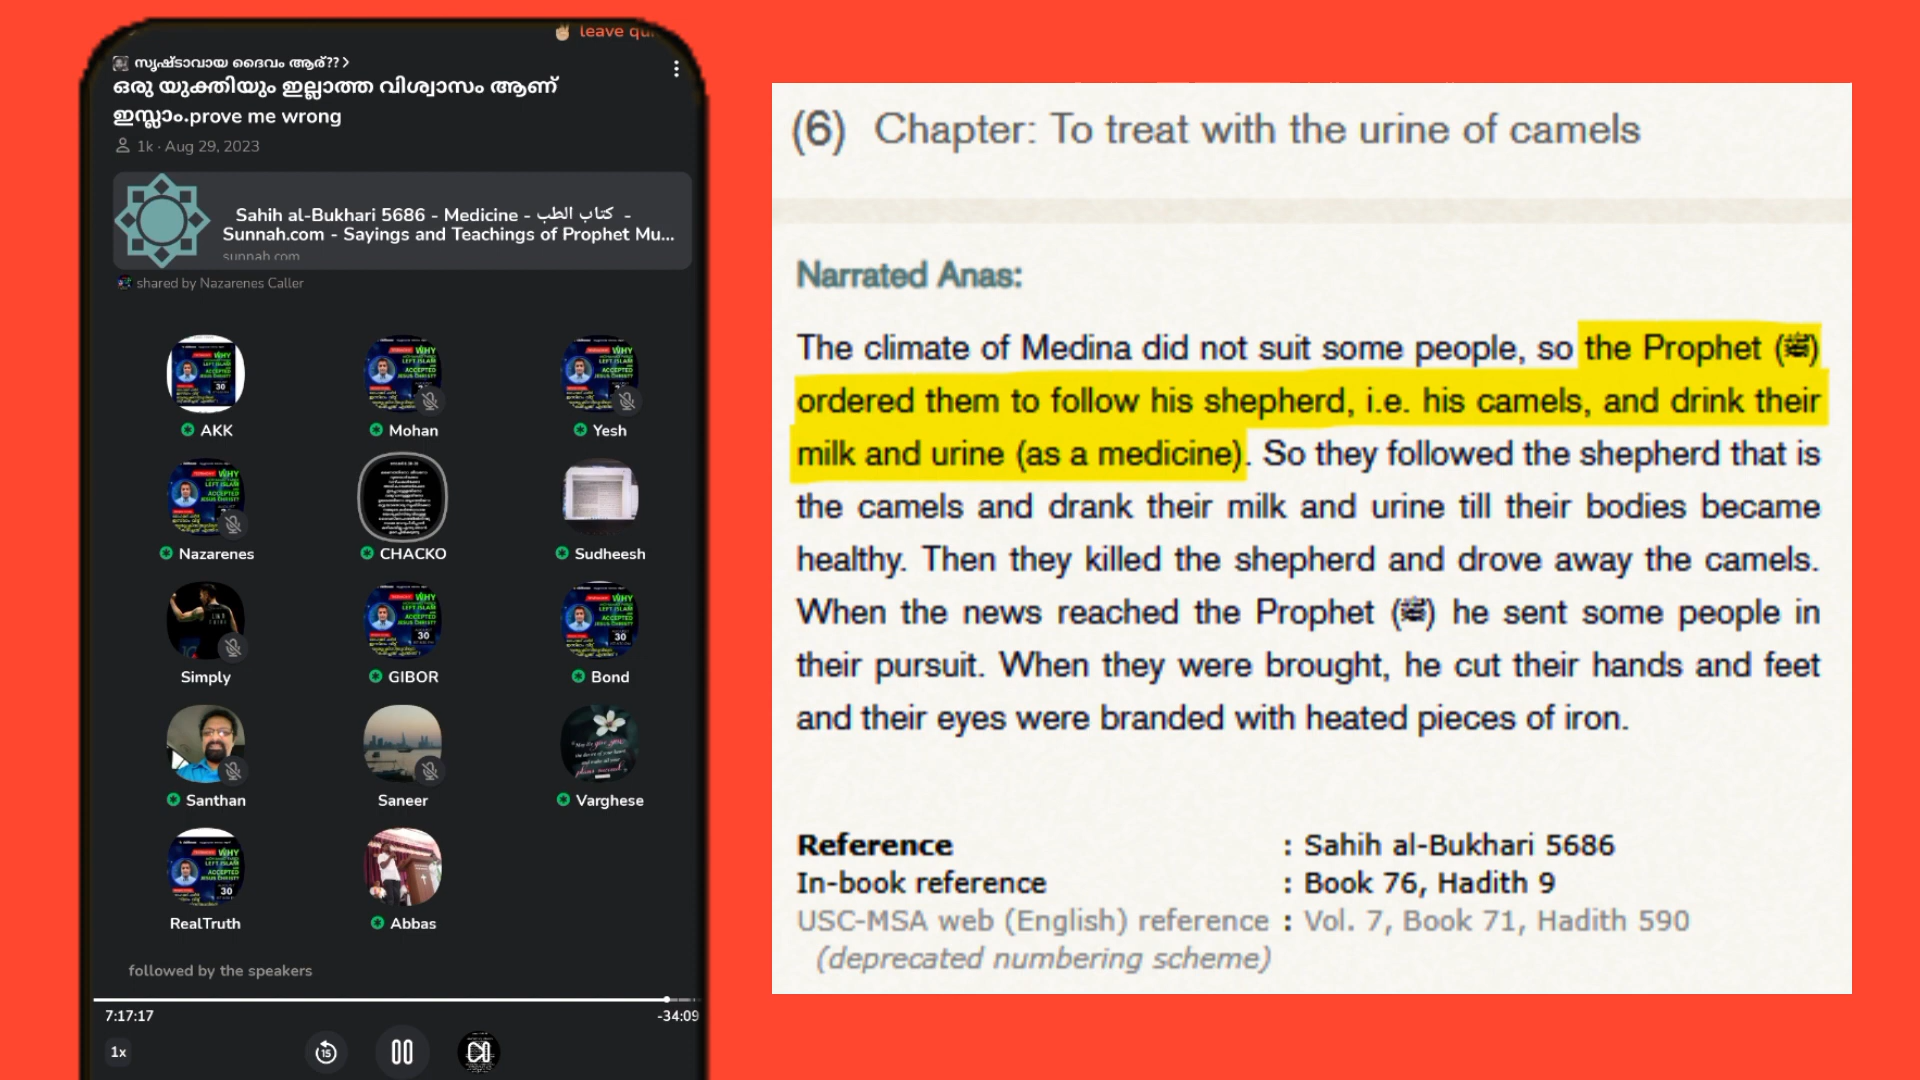 ✌🏼 leave qu
സൃഷ്ടാവായ ദൈവം ആര്?? >
ഒരു യുക്തിയും ഇല്ലാത്ത വിശ്വാസം ആണ്
ഇസ്ലാം.prove me wrong
1k · Aug 29, 2023
Sahih al-Bukhari 5686 - Medicine - كتاب الطب -
Sunnah.com - Sayings and Teachings of Prophet Mu...
sunnah.com
shared by Nazarenes Caller
AKK
Mohan
Yesh
Nazarenes
CHACKO
Sudheesh
Simply
GIBOR
Bond
Santhan
Saneer
Varghese
RealTruth
Abbas
followed by the speakers
7:17:17
-34:09
1x
15
(6) Chapter: To treat with the urine of camels
Narrated Anas:
The climate of Medina did not suit some people, so the Prophet (ﷺ)
ordered them to follow his shepherd, i.e. his camels, and drink their
milk and urine (as a medicine). So they followed the shepherd that is
the camels and drank their milk and urine till their bodies became
healthy. Then they killed the shepherd and drove away the camels.
When the news reached the Prophet (ﷺ) he sent some people in
their pursuit. When they were brought, he cut their hands and feet
and their eyes were branded with heated pieces of iron.
Reference : Sahih al-Bukhari 5686
In-book reference : Book 76, Hadith 9
USC-MSA web (English) reference : Vol. 7, Book 71, Hadith 590
(deprecated numbering scheme)